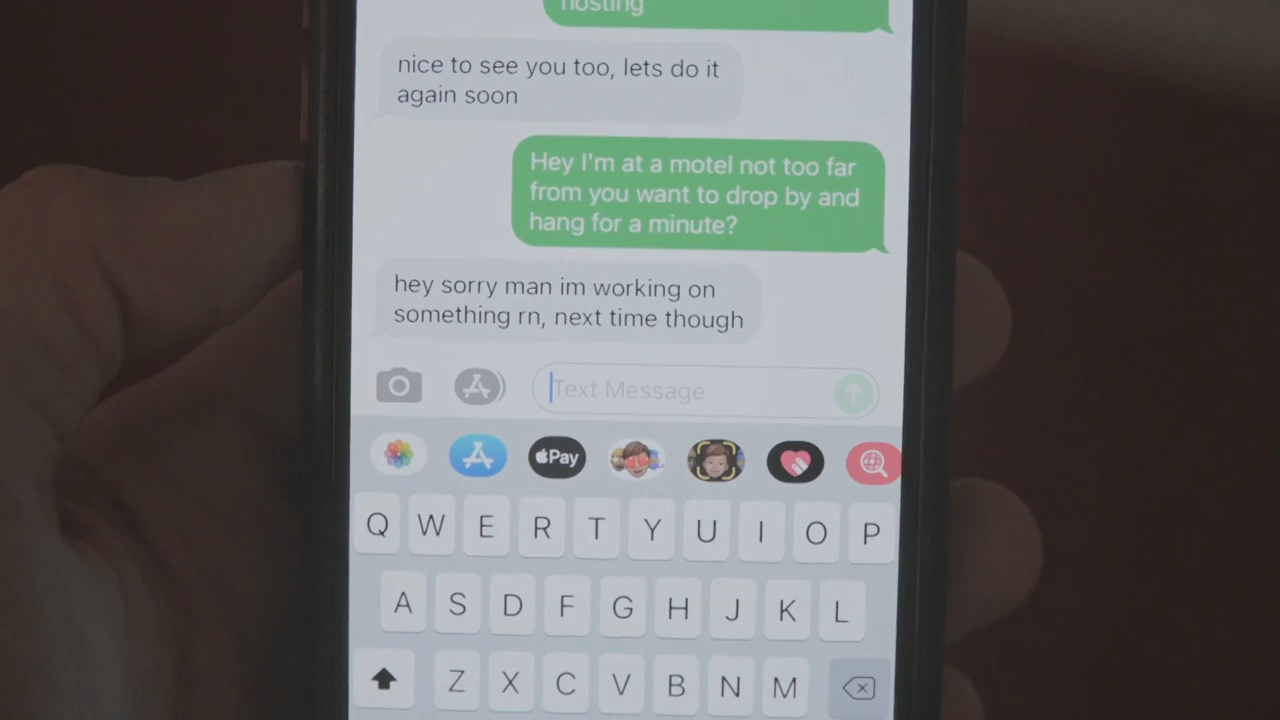 hosting
nice to see you too, lets do it
again soon
Hey I'm at a motel not too far
from you want to drop by and
hang for a minute?
hey sorry man im working on
something rn, next time though
Text Message
Pay
Q W E R T Y U I O P
A S D F G H J K L
Z X C V B N M